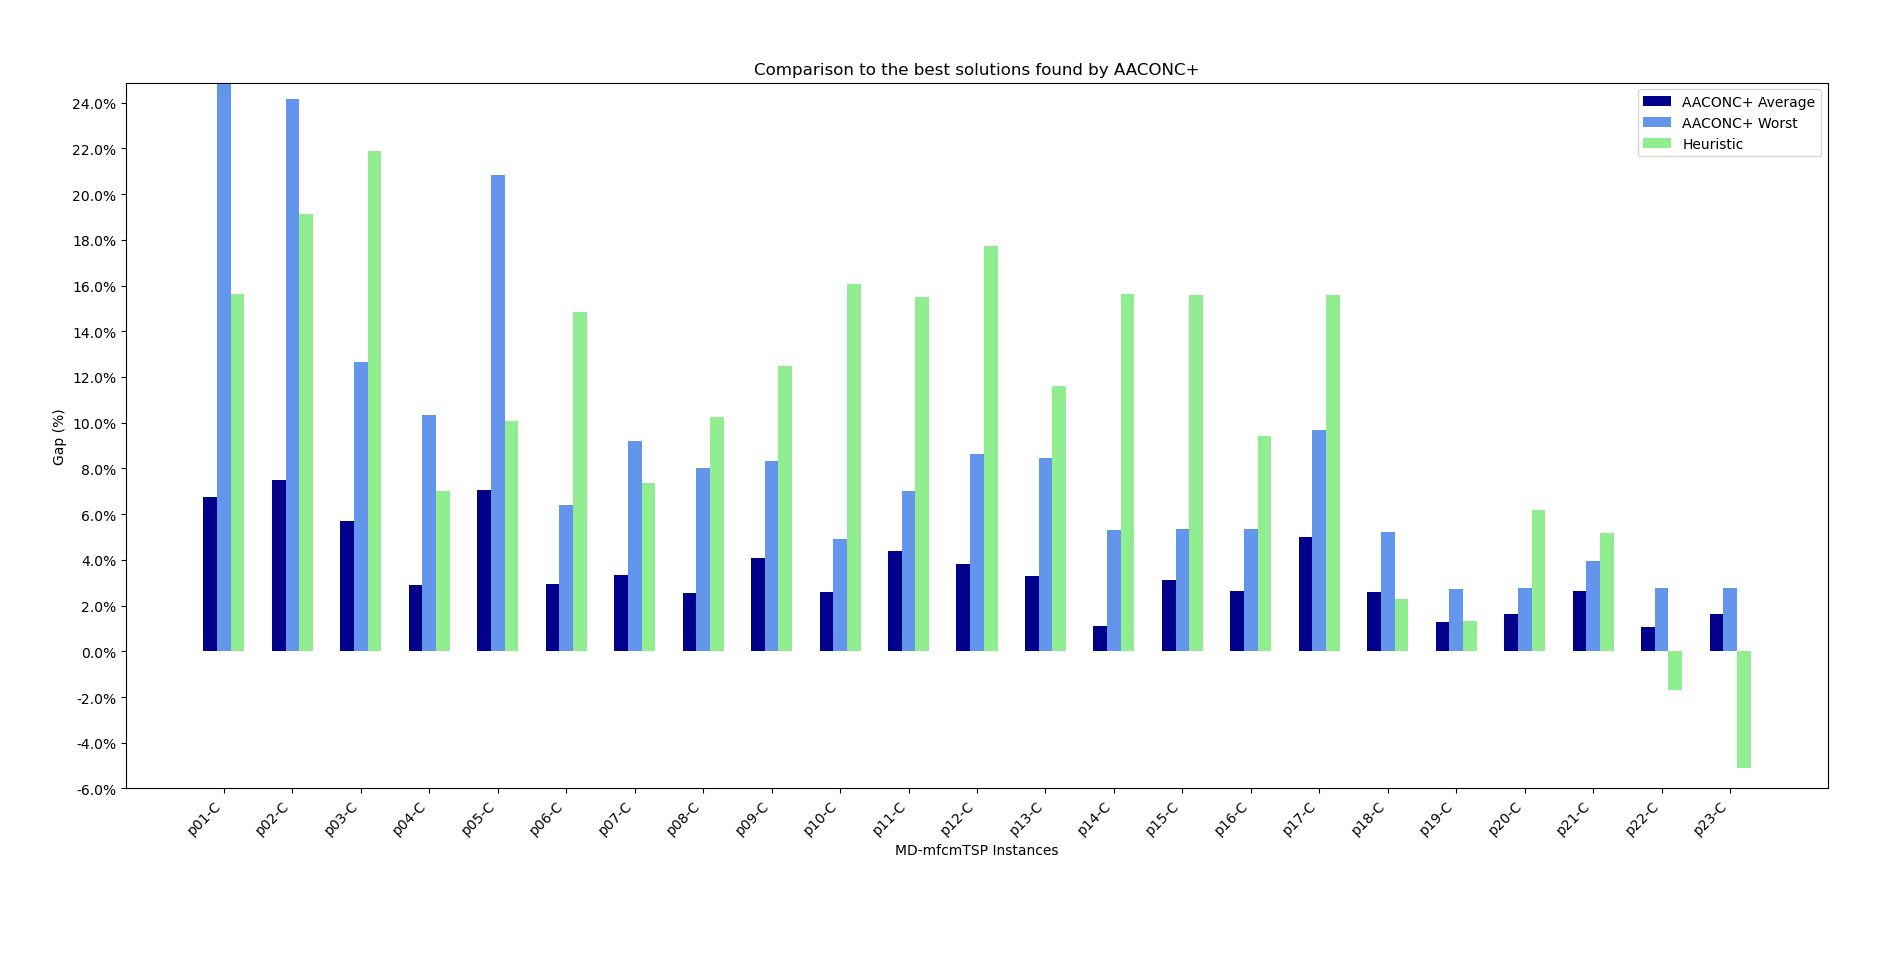 Comparison to the best solutions found by AACONC+
AACONC+ Average
AACONC+ Worst
Heuristic
24.0%
22.0%
20.0%
18.0%
16.0%
14.0%
12.0%
10.0%
8.0%
6.0%
4.0%
2.0%
0.0%
-2.0%
-4.0%
-6.0%
Gap (%)
p01-C p02-C p03-C p04-C p05-C p06-C p07-C p08-C p09-C p10-C p11-C p12-C p13-C p14-C p15-C p16-C p17-C p18-C p19-C p20-C p21-C p22-C p23-C
MD-mfcmTSP Instances